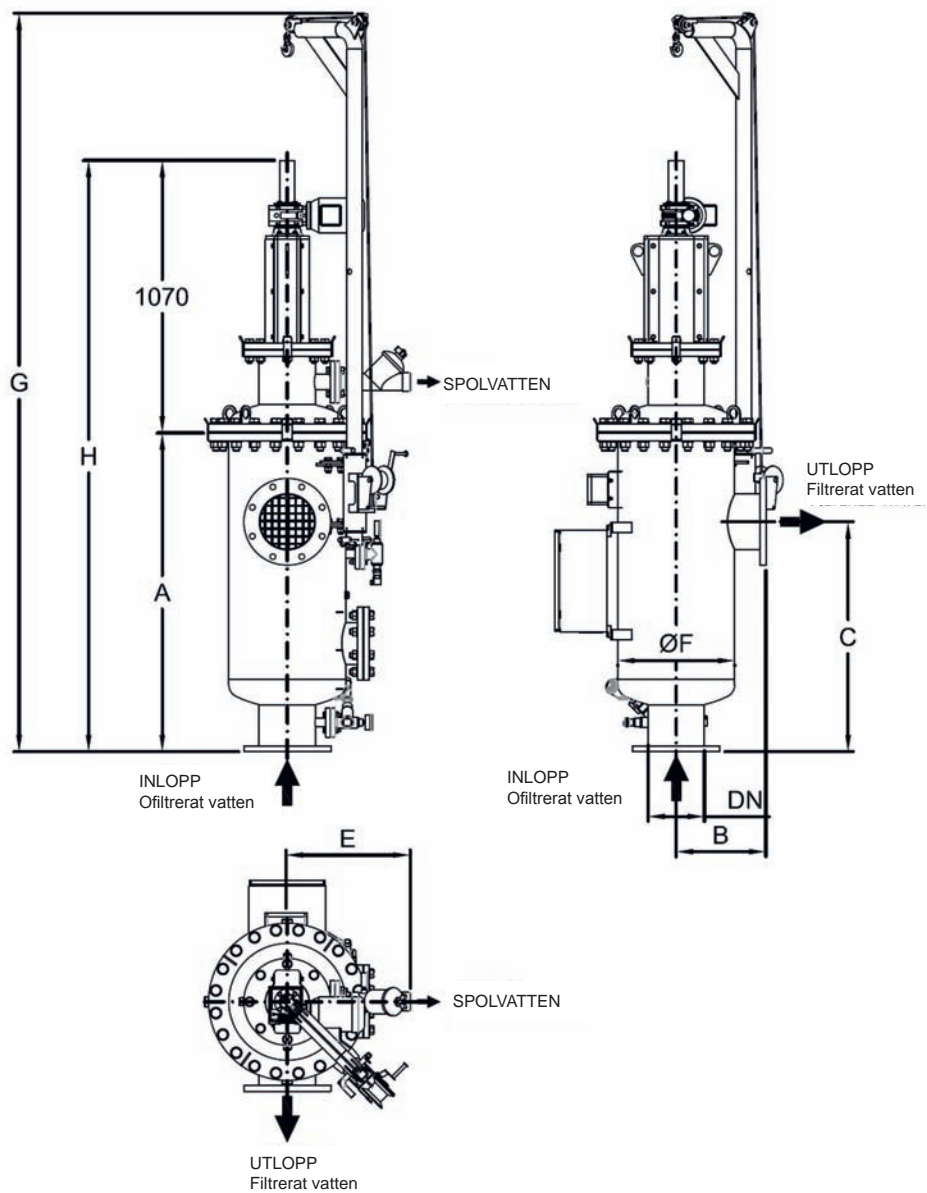 G
H
1070
A
SPOLVATTEN
INLOPP
Ofiltrerat vatten
UTLOPP
Filtrerat vatten
C
ØF
INLOPP
Ofiltrerat vatten
DN
B
E
SPOLVATTEN
UTLOPP
Filtrerat vatten